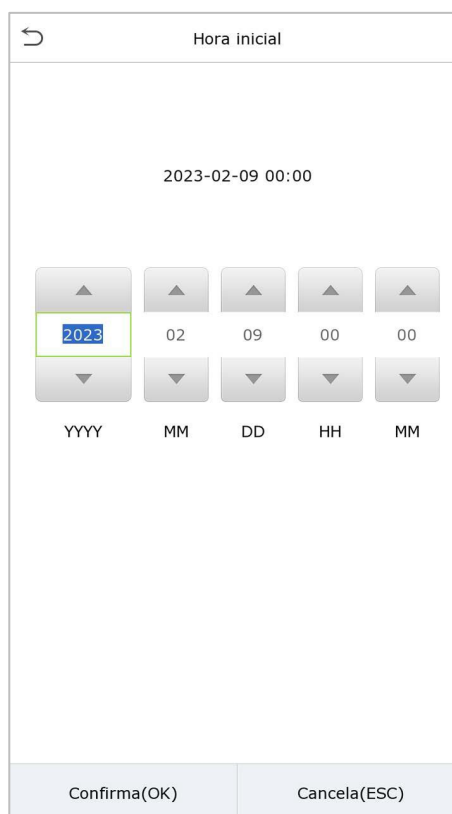 Hora inicial
2023-02-09 00:00
2023 02 09 00 00
YYYY MM DD HH MM
Confirma(OK) Cancela(ESC)